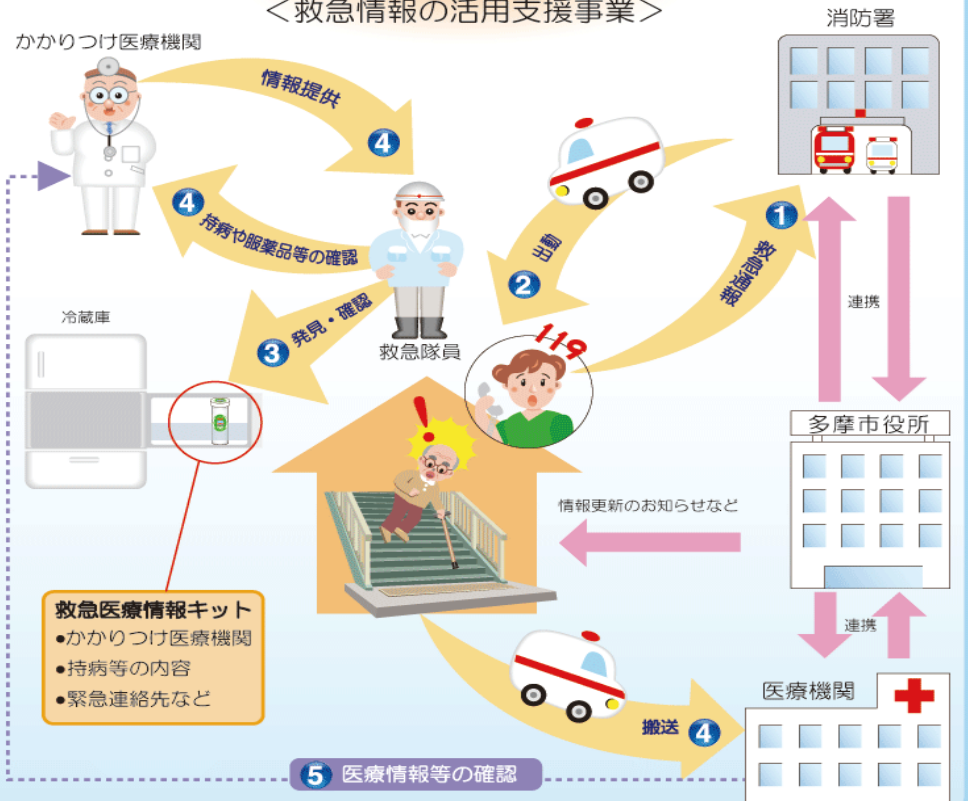 ＜救急情報の活用支援事業＞
消防署
かかりつけ医療機関
情報提供
4
4
持病や服薬品等の確認
1
救急通報
2
出動
連携
冷蔵庫
3
発見・確認
救急隊員
119
多摩市役所
情報更新のお知らせなど
救急医療情報キット
●かかりつけ医療機関
●持病等の内容
●緊急連絡先など
連携
医療機関
搬送
4
5 医療情報等の確認